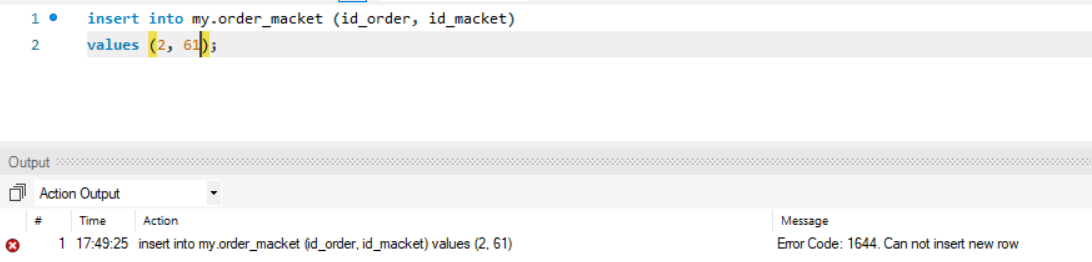 1 insert into my.order_macket (id_order, id_macket)
2 values (2, 61);
Output
Action Output
# Time Action Message
1 17:49:25 insert into my.order_macket (id_order, id_macket) values (2, 61) Error Code: 1644. Can not insert new row